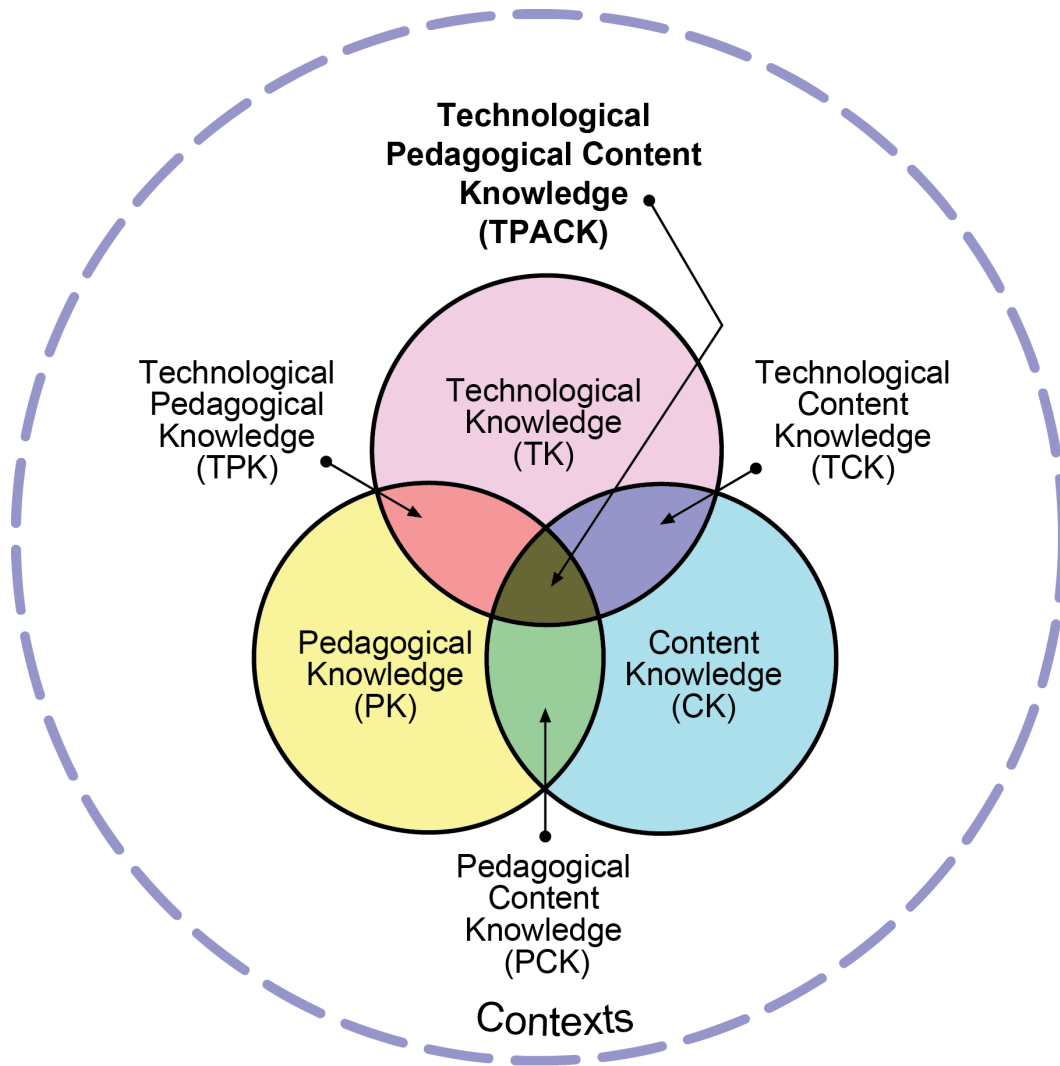 Technological
Pedagogical Content
Knowledge
(TPACK)
Technological
Pedagogical
Knowledge
(TPK)
Technological
Knowledge
(TK)
Technological
Content
Knowledge
(TCK)
Pedagogical
Knowledge
(PK)
Content
Knowledge
(CK)
Pedagogical
Content
Knowledge
(PCK)
Contexts